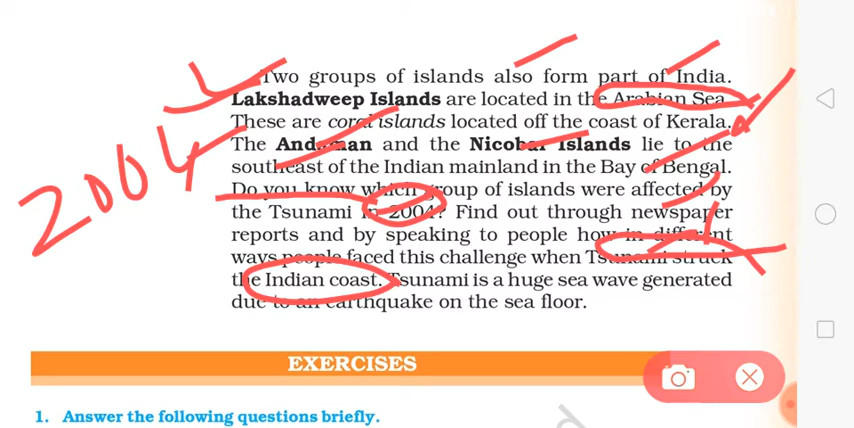 Two groups of islands also form part of India.
Lakshadweep Islands are located in the Arabian Sea.
These are coral islands located off the coast of Kerala.
The Andaman and the Nicobar Islands lie to the
southeast of the Indian mainland in the Bay of Bengal.
Do you know which group of islands were affected by
the Tsunami in 2004? Find out through newspaper
reports and by speaking to people how in different
ways people faced this challenge when Tsunami struck
the Indian coast. Tsunami is a huge sea wave generated
due to an earthquake on the sea floor.
2004
EXERCISES
1. Answer the following questions briefly.